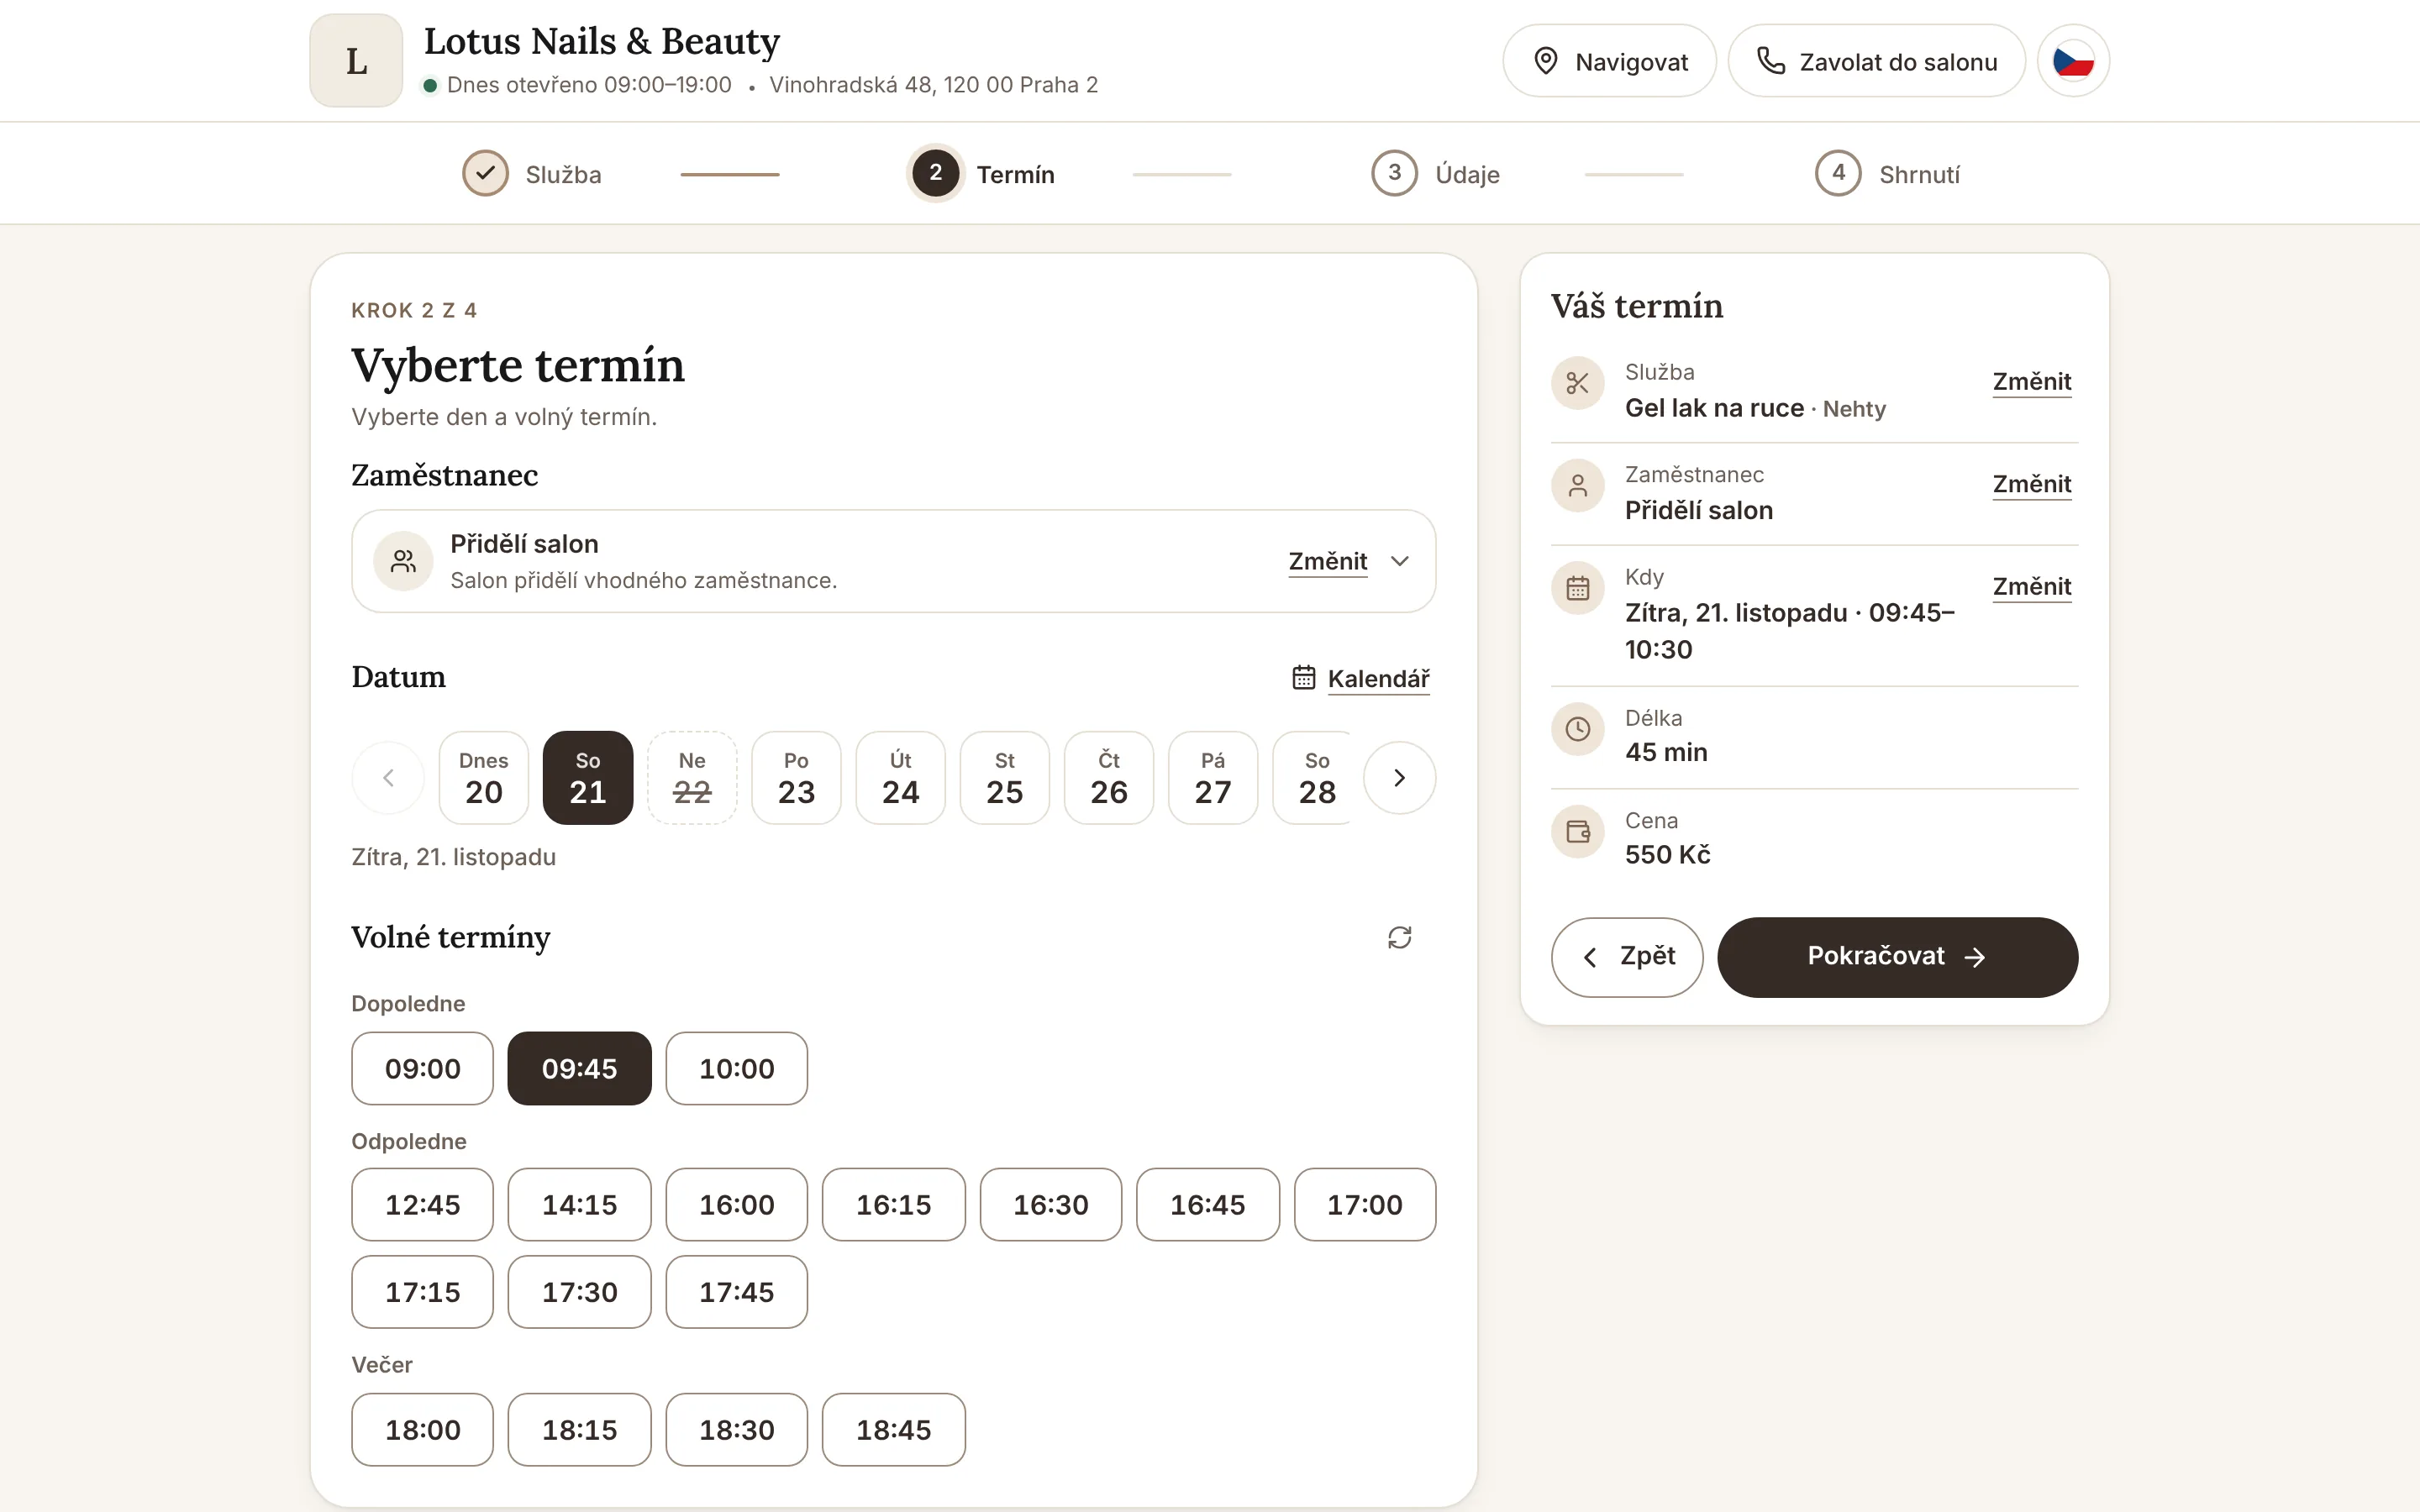 L
Lotus Nails & Beauty
Dnes otevřeno 09:00–19:00 • Vinohradská 48, 120 00 Praha 2
Navigovat
Zavolat do salonu
Služba
2 Termín
3 Údaje
4 Shrnutí
KROK 2 Z 4
Vyberte termín
Vyberte den a volný termín.
Zaměstnanec
Přidělí salon
Salon přidělí vhodného zaměstnance.
Změnit
Datum
Kalendář
Dnes
20
So
21
Ne
22
Po
23
Út
24
St
25
Čt
26
Pá
27
So
28
Zítra, 21. listopadu
Volné termíny
Dopoledne
09:00 09:45 10:00
Odpoledne
12:45 14:15 16:00 16:15 16:30 16:45 17:00
17:15 17:30 17:45
Večer
18:00 18:15 18:30 18:45
Váš termín
Služba
Gel lak na ruce · Nehty
Změnit
Zaměstnanec
Přidělí salon
Změnit
Kdy
Zítra, 21. listopadu · 09:45–
10:30
Změnit
Délka
45 min
Cena
550 Kč
Zpět
Pokračovat